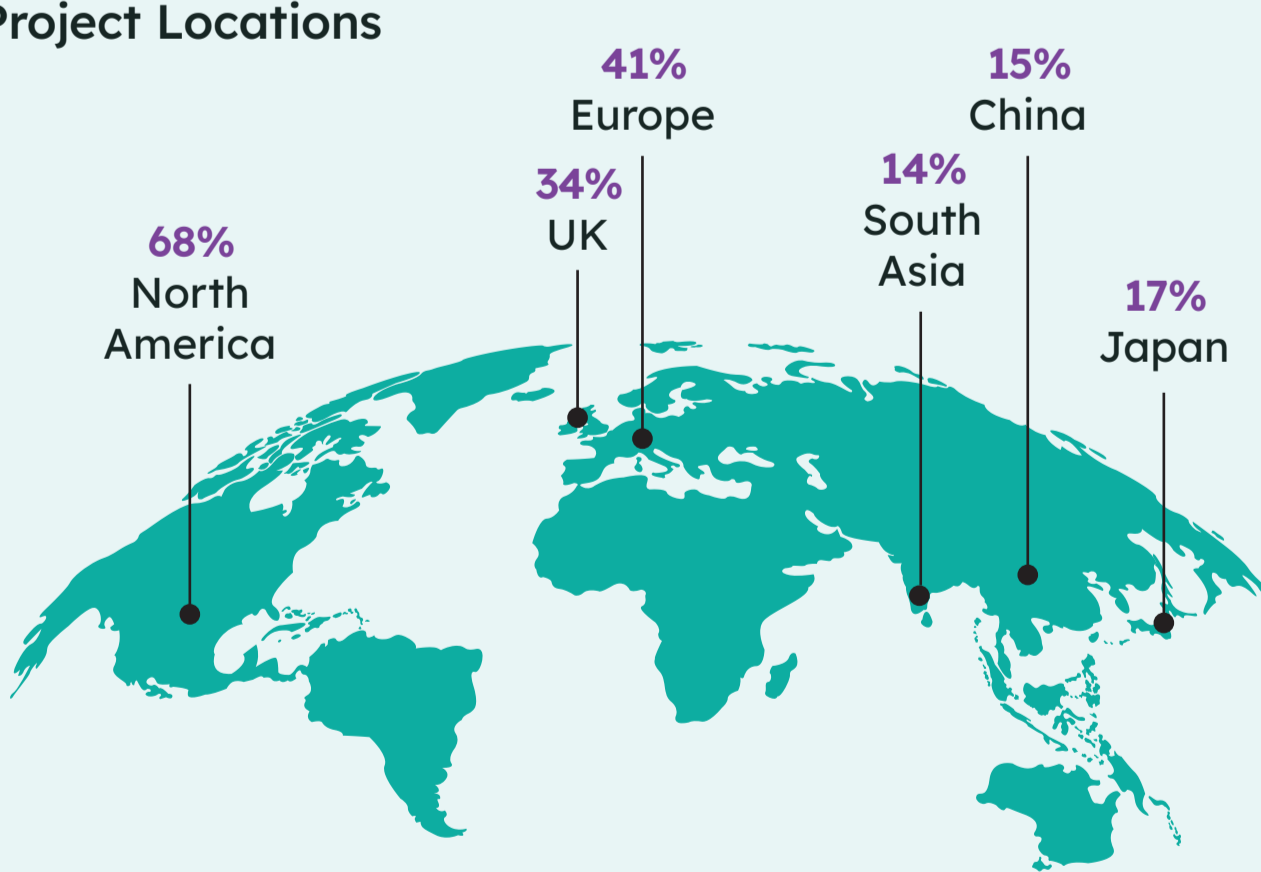 Project Locations
41%
Europe
15%
China
34%
UK
14%
South
Asia
68%
North
America
17%
Japan